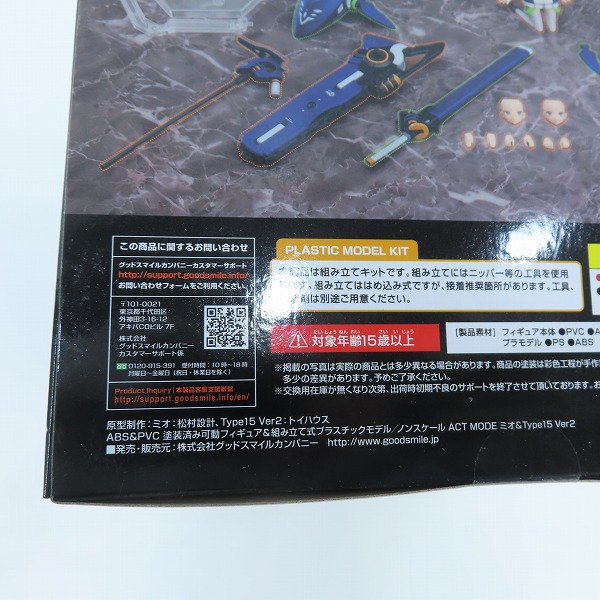 この商品に関するお問い合わせ
グッドスマイルカンパニーカスタマーサポート
http://support.goodsmile.info/
お問い合わせフォームをご利用ください。
〒101-0021
東京都千代田区
外神田3-16-12
アキバCOビル 7F
株式会社
グッドスマイルカンパニー
カスタマーサポート係
0120-915-391 (受付時間:10時〜18時
月曜日〜金曜日(祝日・休業日を除く)
Product Inquiry | 本製品客服支援聯繫
http://support.goodsmile.info/en/
PLASTIC MODEL KIT
は組み立てキットです。組み立てにはニッパー等の工具を使用
です。組み立てははめ込み式ですが、接着推奨箇所があります。工具、
剤は別途ご用意ください。
たいしょうねんれい さいいじょう
対象年齢15歳以上
【製品素材】 フィギュア本体 ●PVC ●A
プラモデル ●PS ●ABS
※掲載の写真は実際の商品とは多少異なる場合があります。商品の塗装は彩色工程が手作
多少の差異があります。予めご了承ください。
※交換用在庫が無くなり次第、出荷時初期不良のサポートを終了させて頂いております。お
原型制作:ミオ:松村設計、Type15 Ver2:トイハウス
ABS&PVC 塗装済み可動フィギュア&組み立て式プラスチックモデル/ノンスケール ACT MODE ミオ&Type15 Ver2
■発売・販売元:株式会社グッドスマイルカンパニー http://www.goodsmile.jp